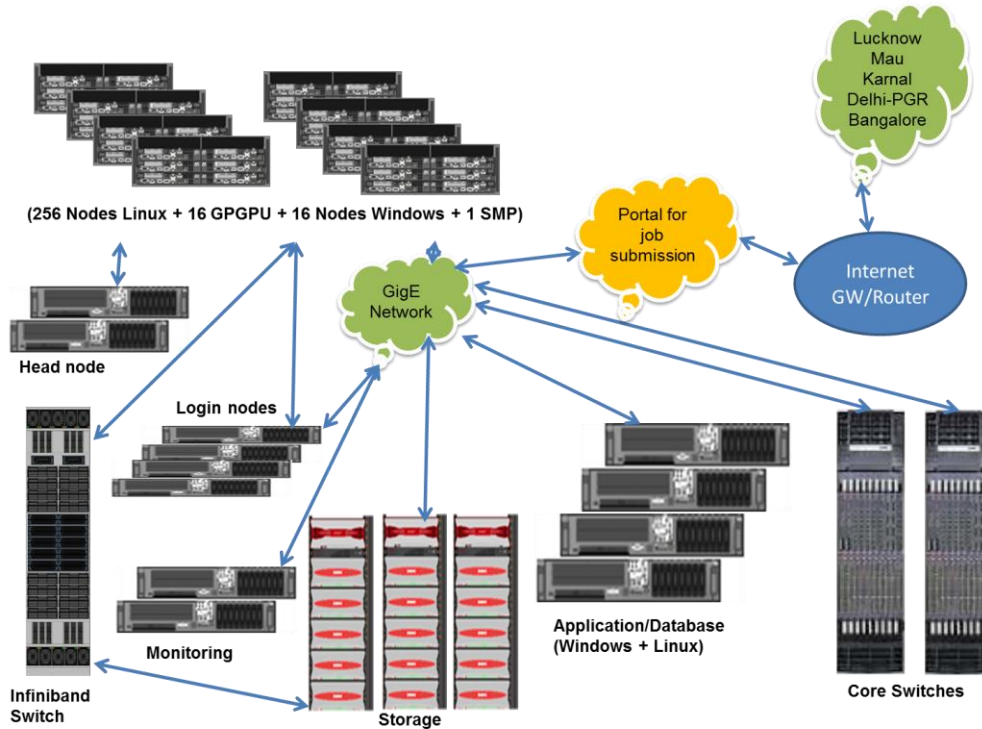 Lucknow
Mau
Karnal
Delhi-PGR
Bangalore
(256 Nodes Linux + 16 GPGPU + 16 Nodes Windows + 1 SMP)
Portal for
job
submission
Internet
GW/Router
GigE
Network
Head node
Login nodes
Monitoring
Application/Database
(Windows + Linux)
Infiniband
Switch
Storage
Core Switches